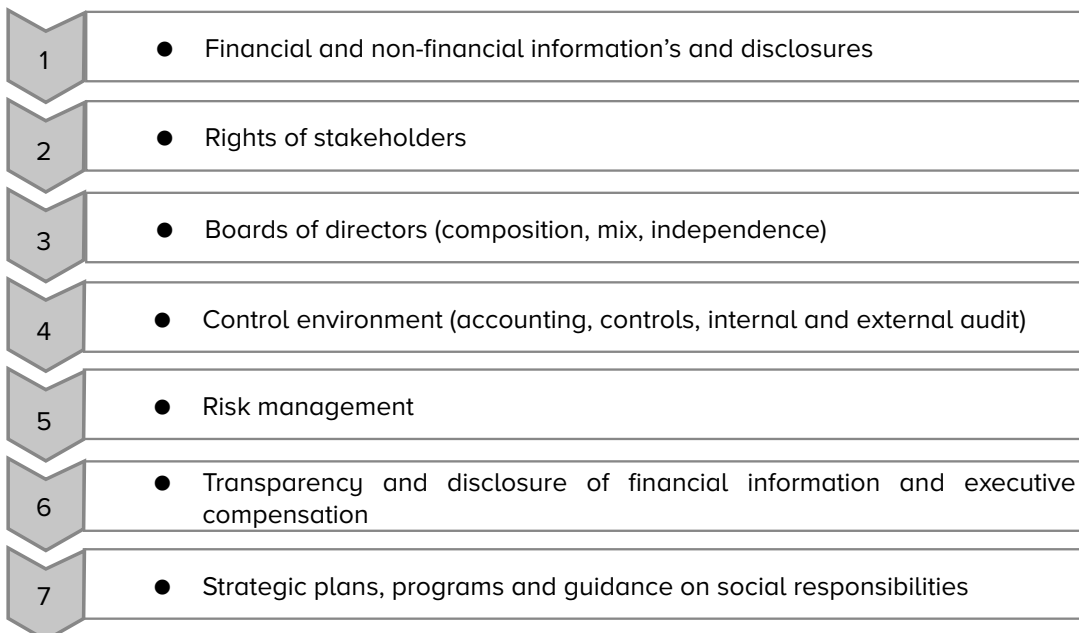 1 ● Financial and non-financial information's and disclosures
2 ● Rights of stakeholders
3 ● Boards of directors (composition, mix, independence)
4 ● Control environment (accounting, controls, internal and external audit)
5 ● Risk management
6 ● Transparency and disclosure of financial information and executive
compensation
7 ● Strategic plans, programs and guidance on social responsibilities